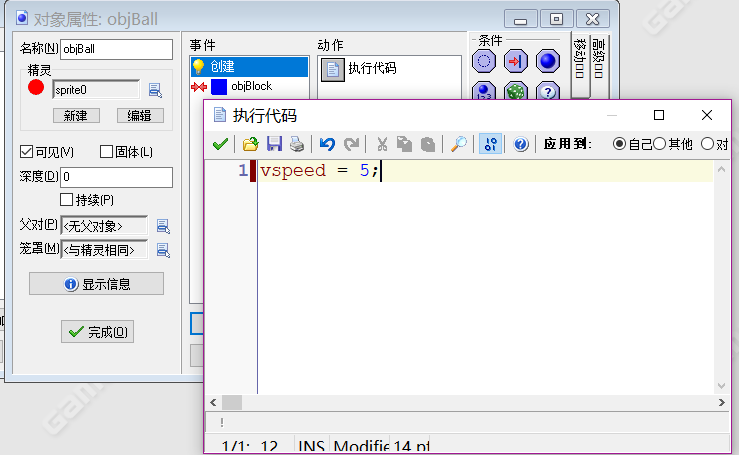 对象属性: objBall
名称(N) objBall
精灵
sprite0
新建 编辑
可见(V) 固体(L)
深度(D) 0
持续(P)
父对(P) <无父对象>
笼罩(M) <与精灵相同>
显示信息
完成(O)
事件
创建
objBlock
动作
执行代码
条件
移动
高级
执行代码
应用到: 自己 其他 对
1 vspeed = 5;
1/1: 12 INS Modifie 14 pt